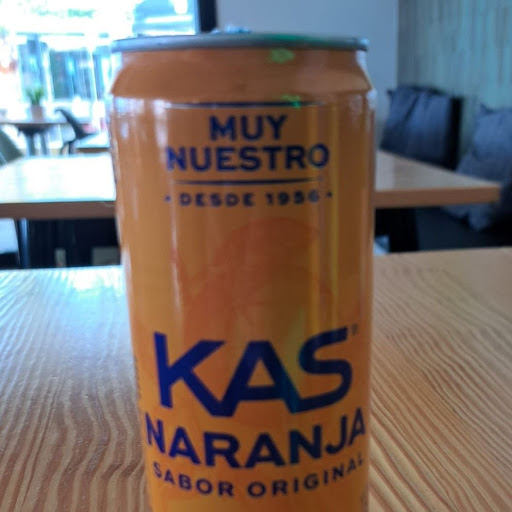 MUY
NUESTRO
- DESDE 1956 -
KAS®
NARANJA
SABOR ORIGINAL